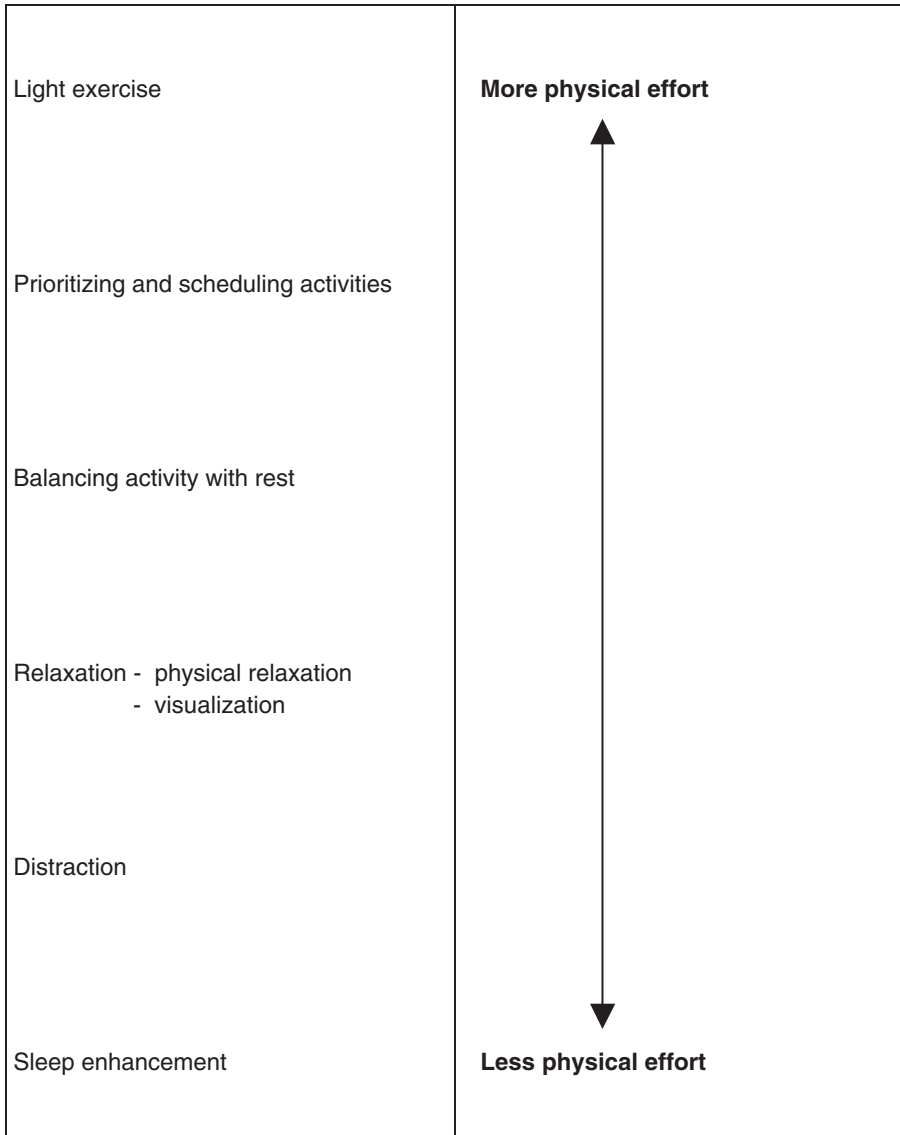 Light exercise
More physical effort
Prioritizing and scheduling activities
Balancing activity with rest
Relaxation - physical relaxation
- visualization
Distraction
Sleep enhancement
Less physical effort